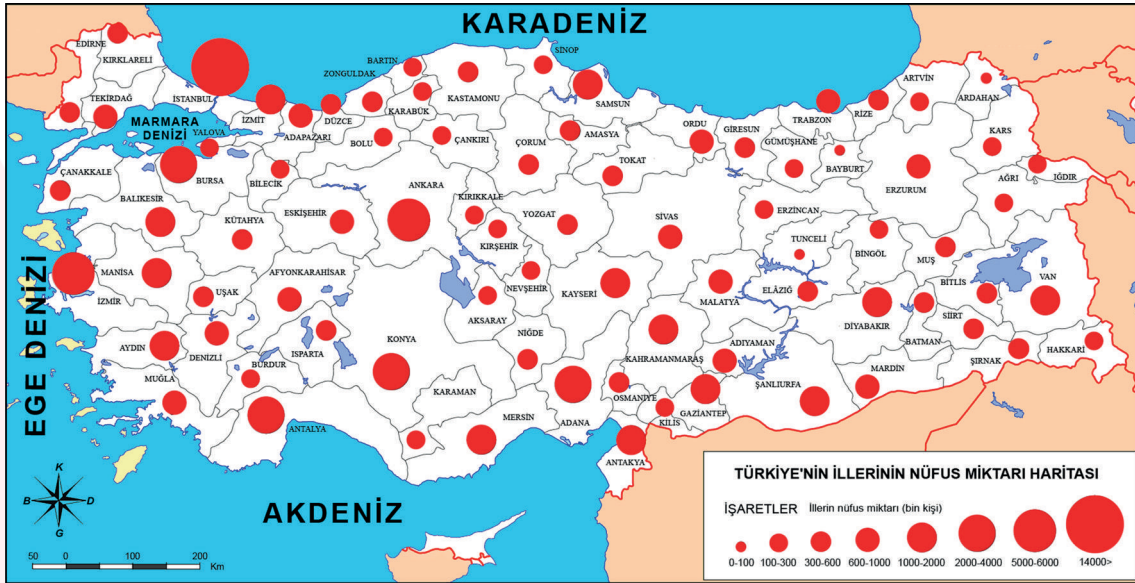 KARADENİZ
EDİRNE
KIRKLARELİ
TEKİRDAĞ
İSTANBUL
MARMARA
DENİZİ
YALOVA
İZMİT
ADAPAZARI
DÜZCE
ZONGULDAK
BARTIN
KARABÜK
KASTAMONU
SİNOP
SAMSUN
BOLU
ÇANKIRI
ÇORUM
AMASYA
TOKAT
ORDU
GİRESUN
TRABZON
GÜMÜŞHANE
BAYBURT
RİZE
ARTVİN
ARDAHAN
KARS
IĞDIR
AĞRI
ERZURUM
ÇANAKKALE
BALIKESİR
BURSA
BİLECİK
KÜTAHYA
ESKİŞEHİR
ANKARA
KIRIKKALE
KIRŞEHİR
YOZGAT
SİVAS
ERZİNCAN
TUNCELİ
BİNGÖL
MUŞ
BİTLİS
VAN
EGE DENİZİ
MANİSA
İZMİR
UŞAK
AFYONKARAHİSAR
AKSARAY
NEVŞEHİR
KAYSERİ
MALATYA
ELÂZIĞ
DİYABAKIR
BATMAN
SİİRT
ŞIRNAK
HAKKARİ
AYDIN
DENİZLİ
BURDUR
ISPARTA
KONYA
NİĞDE
KAHRAMANMARAŞ
ADIYAMAN
ŞANLIURFA
MARDİN
MUĞLA
ANTALYA
KARAMAN
MERSİN
ADANA
OSMANİYE
GAZİANTEP
KİLİS
ANTAKYA
AKDENİZ
K
B
D
G
50 0 100 200
Km
TÜRKİYE'NİN İLLERİNİN NÜFUS MİKTARI HARİTASI
İŞARETLER İllerin nüfus miktarı (bin kişi)
0-100 100-300 300-600 600-1000 1000-2000 2000-4000 5000-6000 14000>